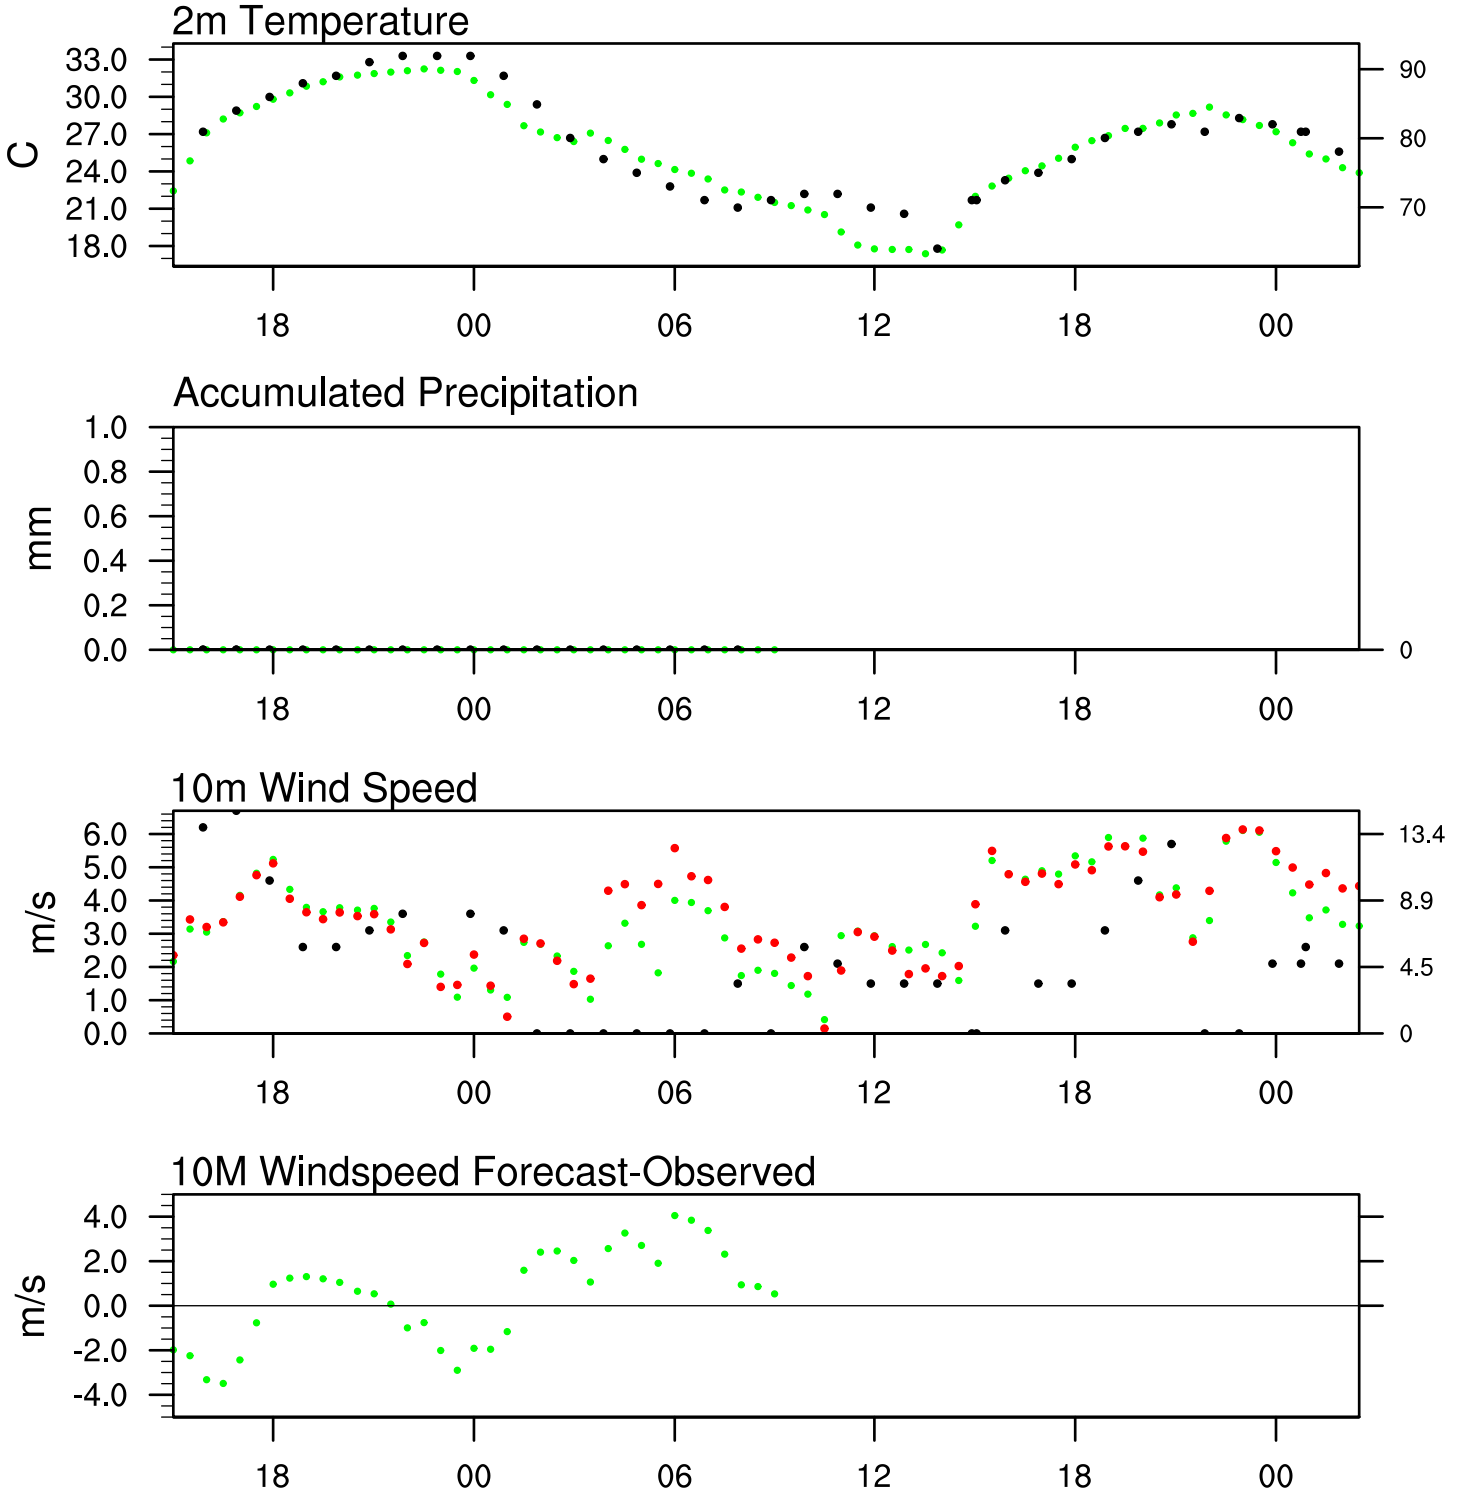 2m Temperature
33.0
30.0
27.0
24.0
21.0
18.0
C
90
80
70
18 00 06 12 18 00
Accumulated Precipitation
1.0
0.8
0.6
0.4
0.2
0.0
mm
0
18 00 06 12 18 00
10m Wind Speed
6.0
5.0
4.0
3.0
2.0
1.0
0.0
m/s
13.4
8.9
4.5
0
18 00 06 12 18 00
10M Windspeed Forecast-Observed
4.0
2.0
0.0
-2.0
-4.0
m/s
18 00 06 12 18 00